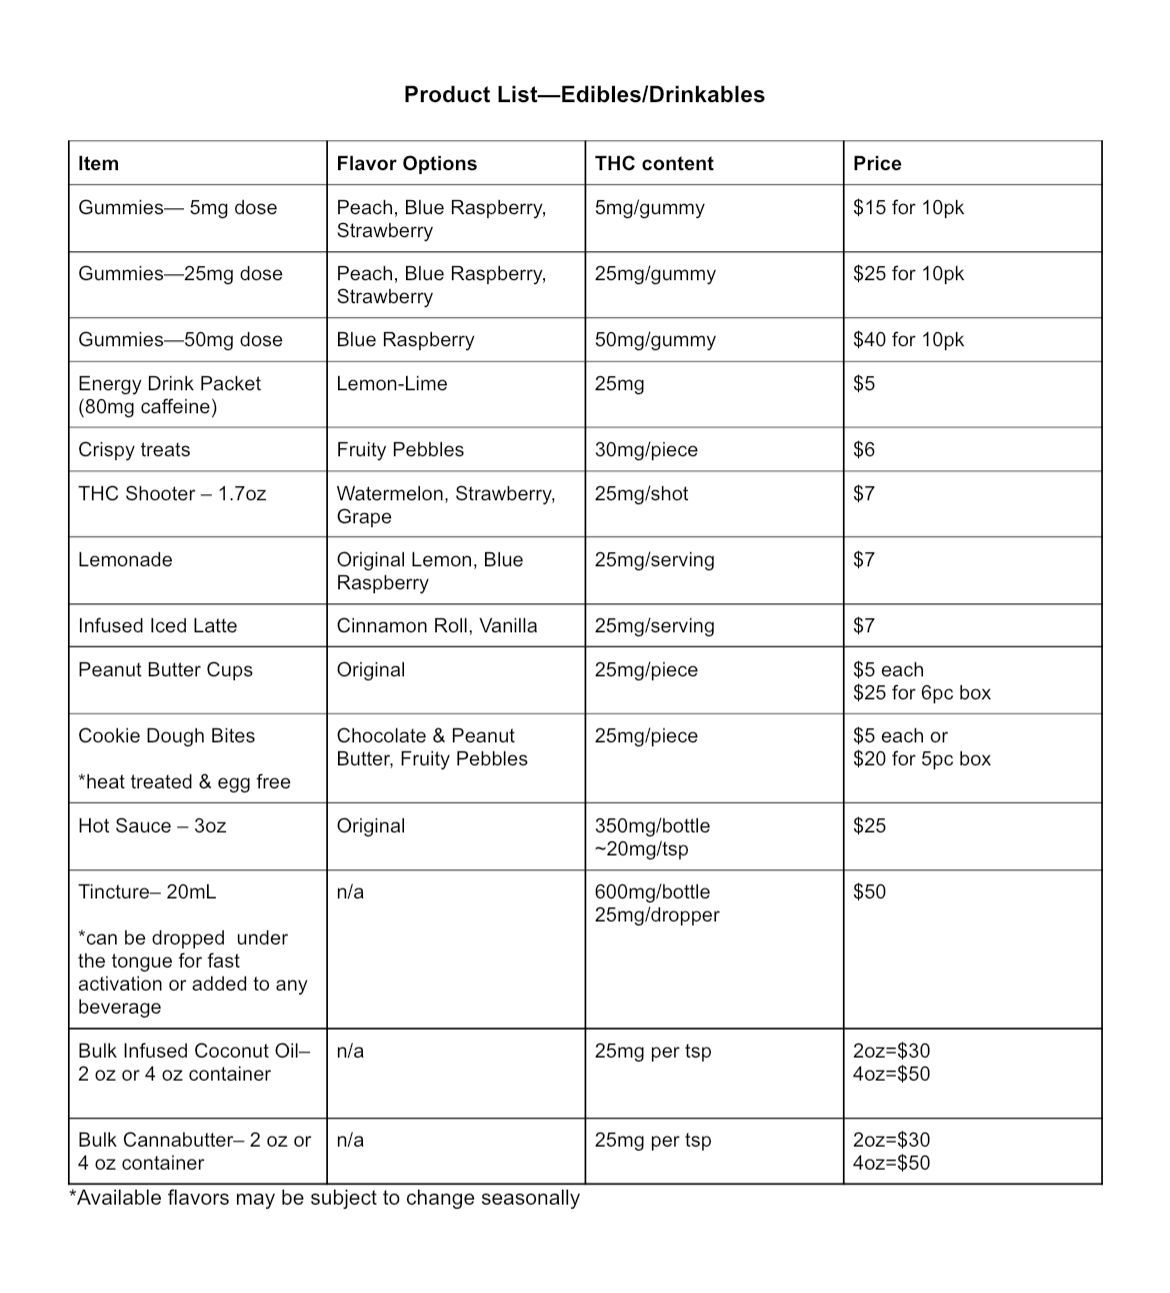 Product List—Edibles/Drinkables
Item
Flavor Options
THC content
Price
Gummies— 5mg dose
Peach, Blue Raspberry,
Strawberry
5mg/gummy
$15 for 10pk
Gummies—25mg dose
Peach, Blue Raspberry,
Strawberry
25mg/gummy
$25 for 10pk
Gummies—50mg dose
Blue Raspberry
50mg/gummy
$40 for 10pk
Energy Drink Packet
(80mg caffeine)
Lemon-Lime
25mg
$5
Crispy treats
Fruity Pebbles
30mg/piece
$6
THC Shooter – 1.7oz
Watermelon, Strawberry,
Grape
25mg/shot
$7
Lemonade
Original Lemon, Blue
Raspberry
25mg/serving
$7
Infused Iced Latte
Cinnamon Roll, Vanilla
25mg/serving
$7
Peanut Butter Cups
Original
25mg/piece
$5 each
$25 for 6pc box
Cookie Dough Bites
*heat treated & egg free
Chocolate & Peanut
Butter, Fruity Pebbles
25mg/piece
$5 each or
$20 for 5pc box
Hot Sauce – 3oz
Original
350mg/bottle
~20mg/tsp
$25
Tincture– 20mL
*can be dropped  under
the tongue for fast
activation or added to any
beverage
n/a
600mg/bottle
25mg/dropper
$50
Bulk Infused Coconut Oil–
2 oz or 4 oz container
n/a
25mg per tsp
2oz=$30
4oz=$50
Bulk Cannabutter– 2 oz or
4 oz container
n/a
25mg per tsp
2oz=$30
4oz=$50
*Available flavors may be subject to change seasonally